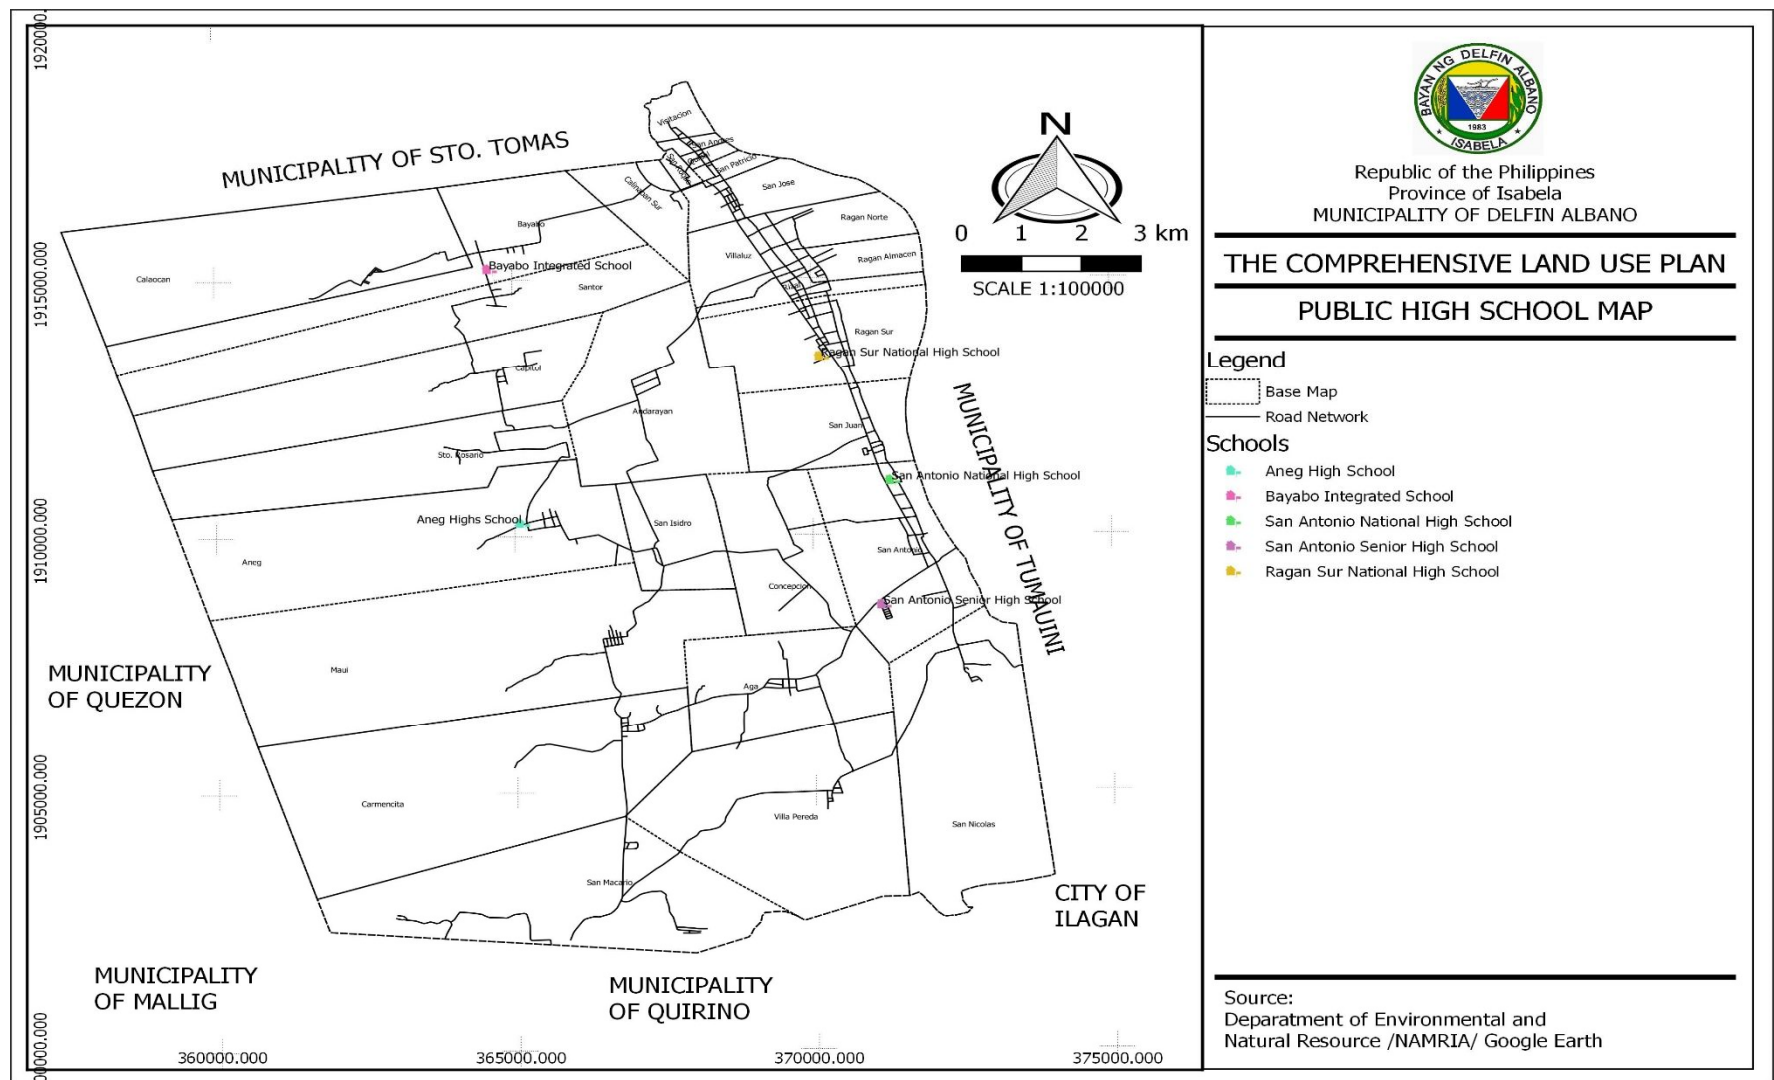 1920000.
1915000.000
1910000.000
1905000.000
00000.000
360000.000
365000.000
370000.000
375000.000
MUNICIPALITY OF STO. TOMAS
MUNICIPALITY OF TUMAUINI
MUNICIPALITY
OF QUEZON
MUNICIPALITY
OF MALLIG
MUNICIPALITY
OF QUIRINO
CITY OF
ILAGAN
N
0 1 2 3 km
SCALE 1:100000
Visitacion
San Andres
San Patricio
Calinaoan Sur
San Jose
Bayabo
Ragan Norte
Villaluz
Ragan Almacen
Bayabo Integrated School
Calaocan
Santor
Rizal
Ragan Sur
Ragan Sur National High School
Capitol
Andarayan
San Juan
Sto. Rosario
San Antonio National High School
Aneg Highs School
San Isidro
Aneg
San Antonio
Concepcion
San Antonio Senior High School
Maui
Aga
Carmencita
Villa Pereda
San Nicolas
San Macario
BAYAN NG DELFIN ALBANO
1983
ISABELA
Republic of the Philippines
Province of Isabela
MUNICIPALITY OF DELFIN ALBANO
THE COMPREHENSIVE LAND USE PLAN
PUBLIC HIGH SCHOOL MAP
Legend
Base Map
Road Network
Schools
Aneg High School
Bayabo Integrated School
San Antonio National High School
San Antonio Senior High School
Ragan Sur National High School
Source:
Deparatment of Environmental and
Natural Resource /NAMRIA/ Google Earth